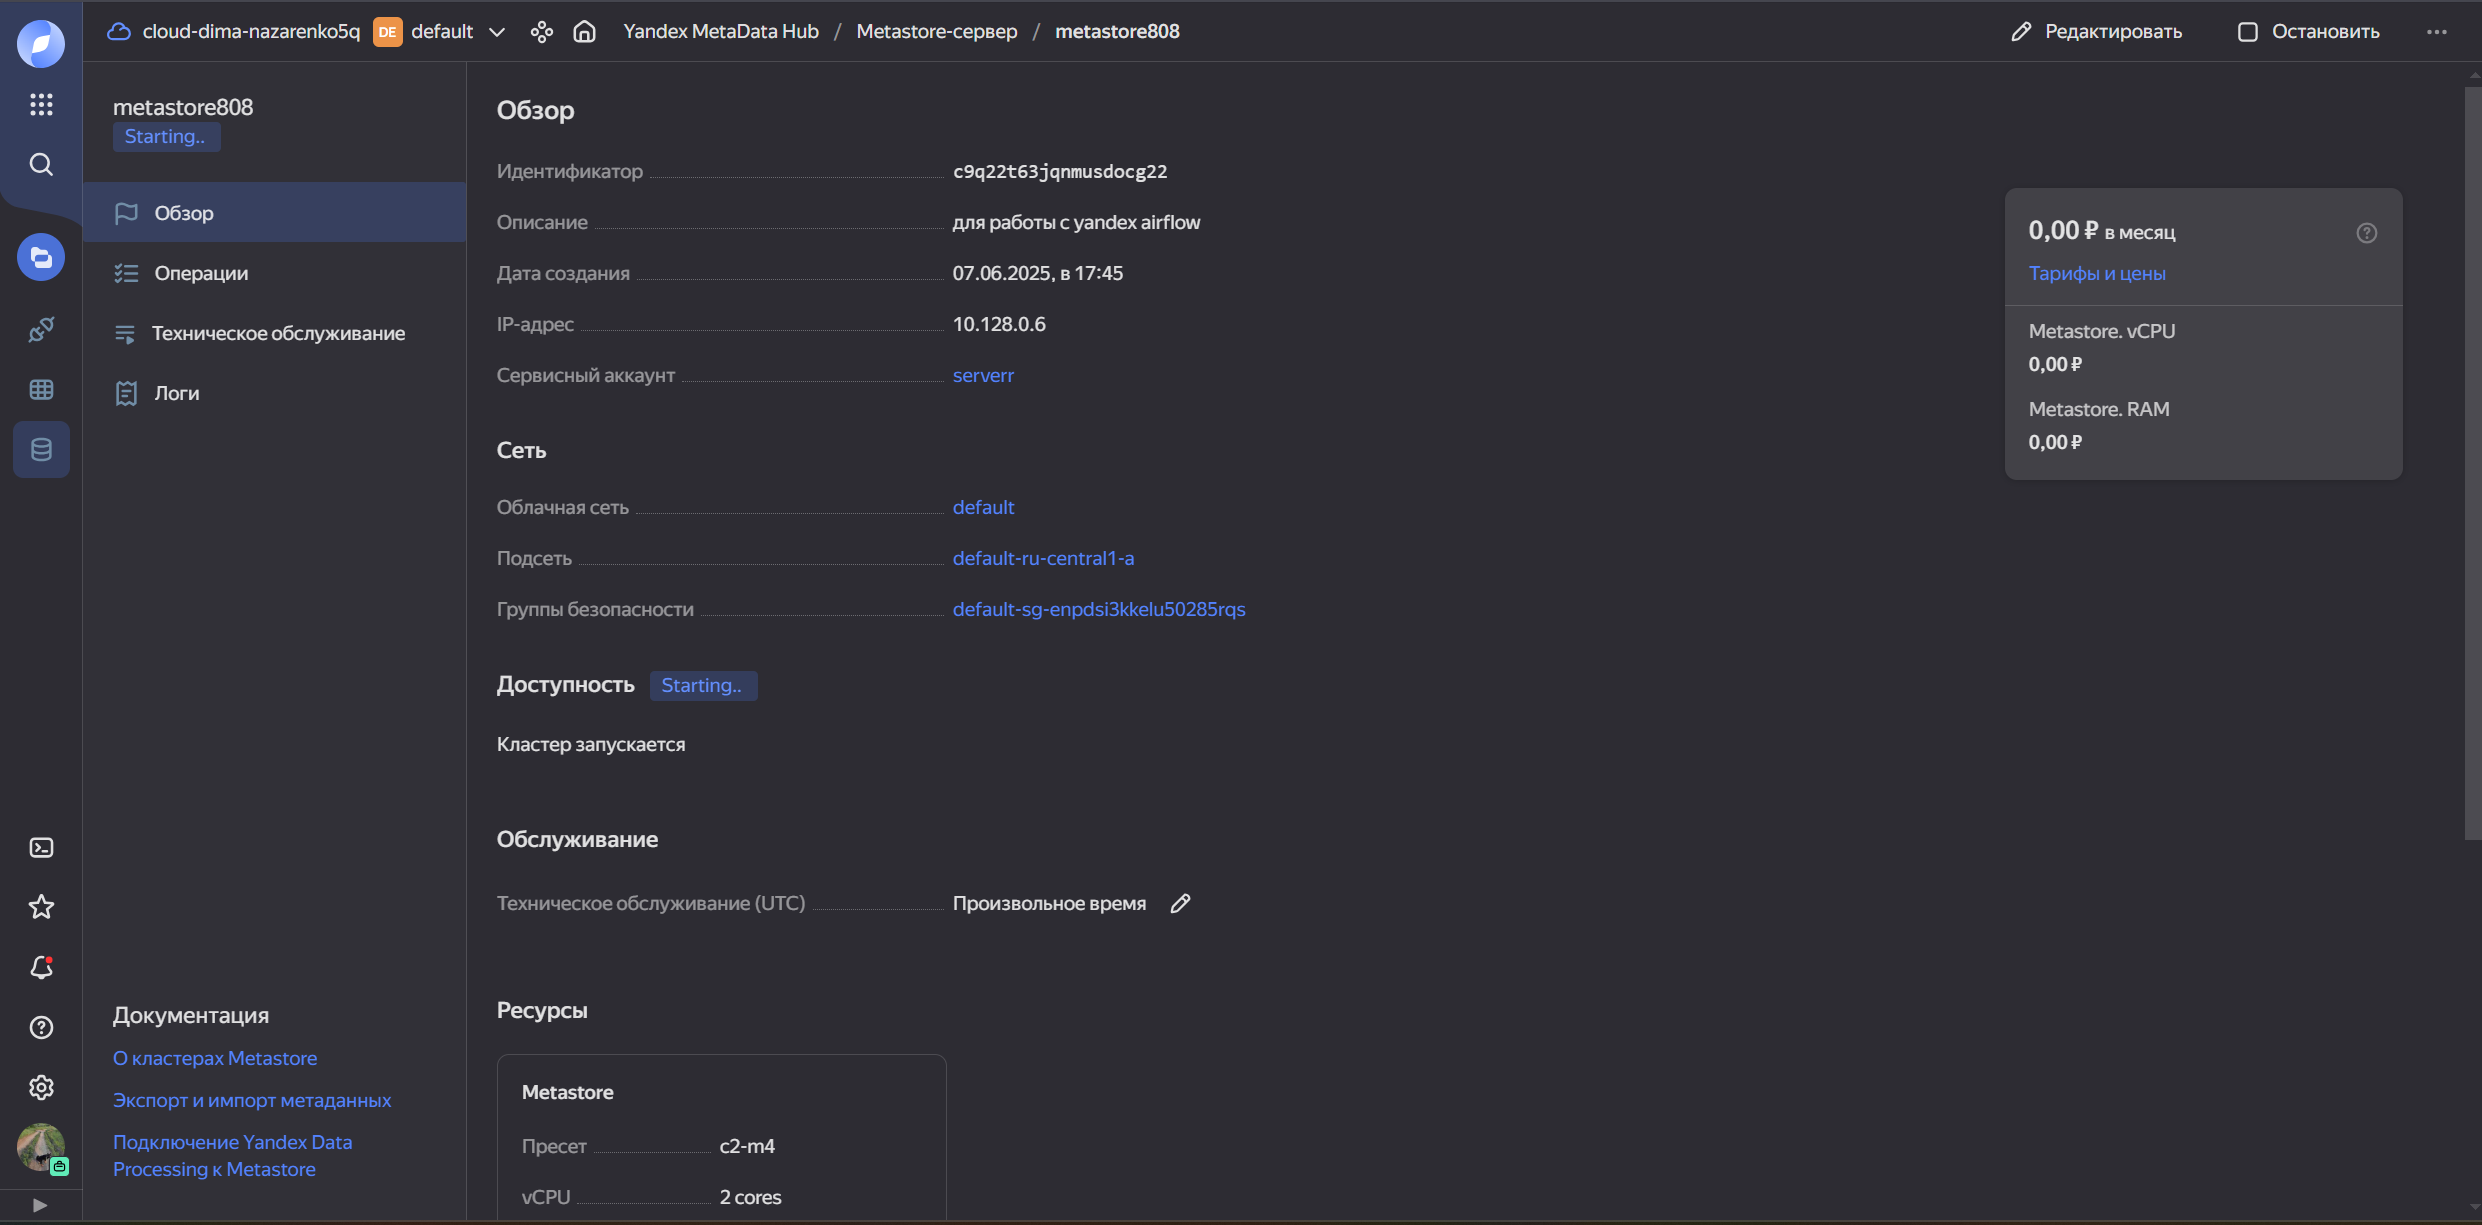 cloud-dima-nazarenko5q DE default Yandex MetaData Hub / Metastore-сервер / metastore808 Редактировать Остановить
metastore808
Starting..
Обзор
Операции
Техническое обслуживание
Логи
Документация
О кластерах Metastore
Экспорт и импорт метаданных
Подключение Yandex Data
Processing к Metastore
Обзор
Идентификатор c9q22t63jqnmusdocg22
Описание для работы с yandex airflow
Дата создания 07.06.2025, в 17:45
IP-адрес 10.128.0.6
Сервисный аккаунт serverr
Сеть
Облачная сеть default
Подсеть default-ru-central1-a
Группы безопасности default-sg-enpdsi3kkelu50285rqs
Доступность Starting..
Кластер запускается
Обслуживание
Техническое обслуживание (UTC) Произвольное время
Ресурсы
Metastore
Пресет c2-m4
vCPU 2 cores
0,00 ₽ в месяц
Тарифы и цены
Metastore. vCPU
0,00 ₽
Metastore. RAM
0,00 ₽